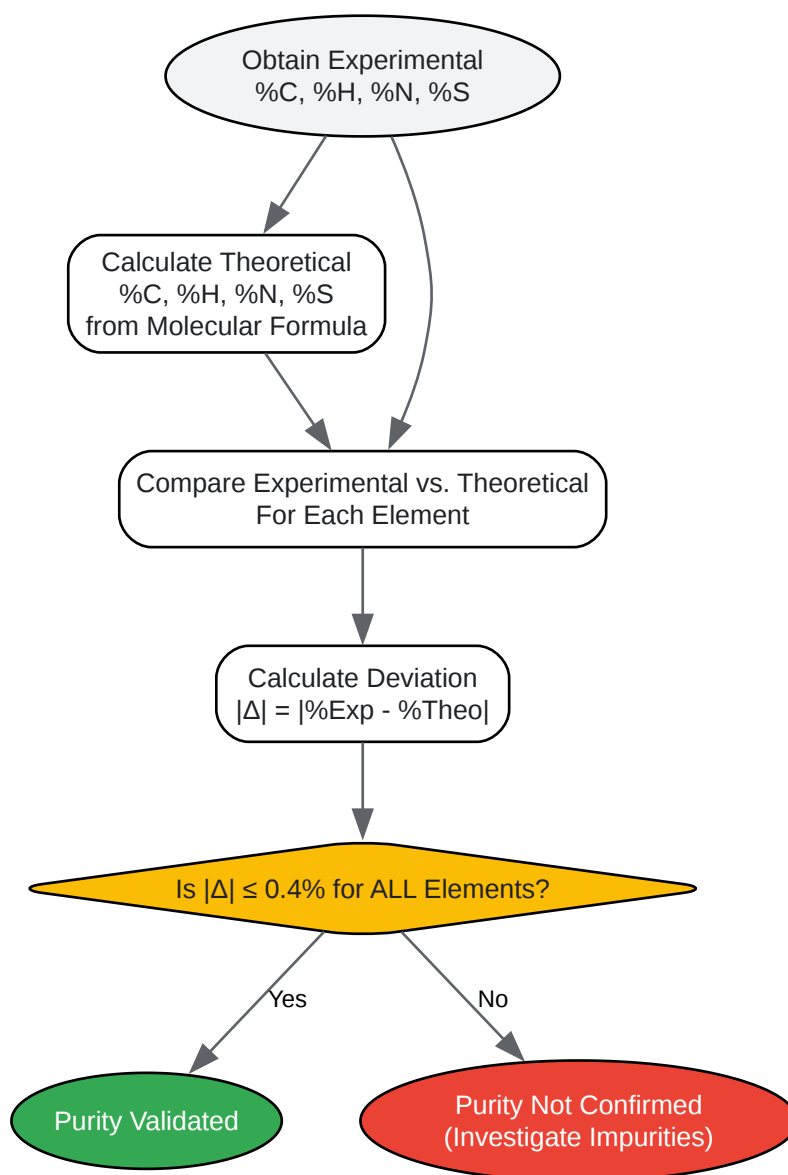 Obtain Experimental
%C, %H, %N, %S
Calculate Theoretical
%C, %H, %N, %S
from Molecular Formula
Compare Experimental vs. Theoretical
For Each Element
Calculate Deviation
|Δ| = |%Exp - %Theo|
Is |Δ| ≤ 0.4% for ALL Elements?
Yes
No
Purity Validated
Purity Not Confirmed
(Investigate Impurities)